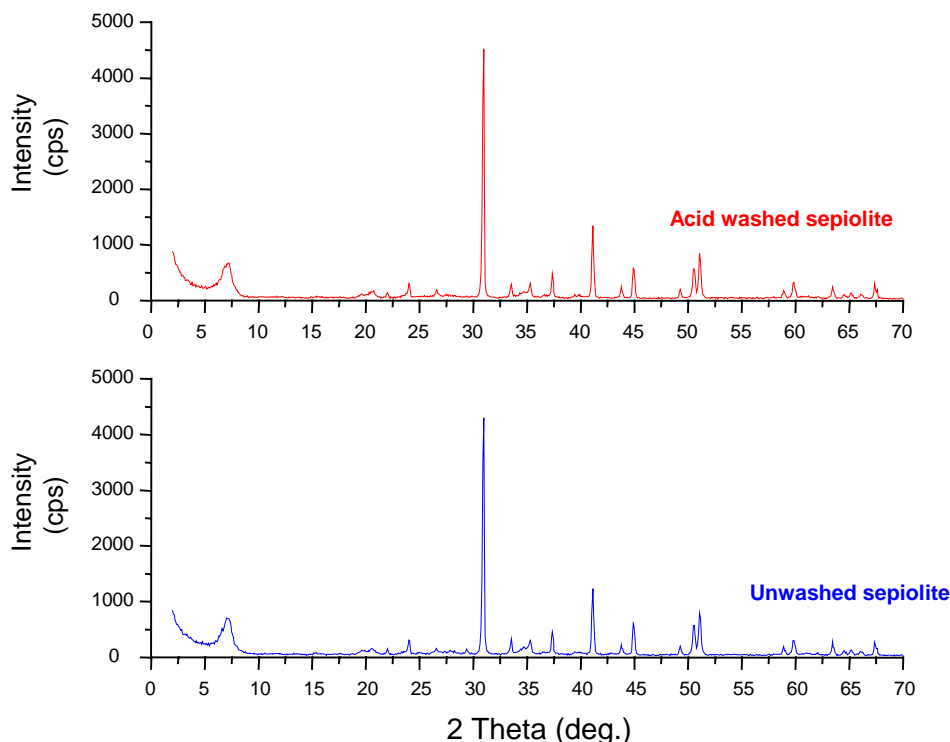 5000
4000
3000
2000
1000
0
Intensity
(cps)
Acid washed sepiolite
0 5 10 15 20 25 30 35 40 45 50 55 60 65 70
5000
4000
3000
2000
1000
0
Intensity
(cps)
Unwashed sepiolite
0 5 10 15 20 25 30 35 40 45 50 55 60 65 70
2 Theta (deg.)